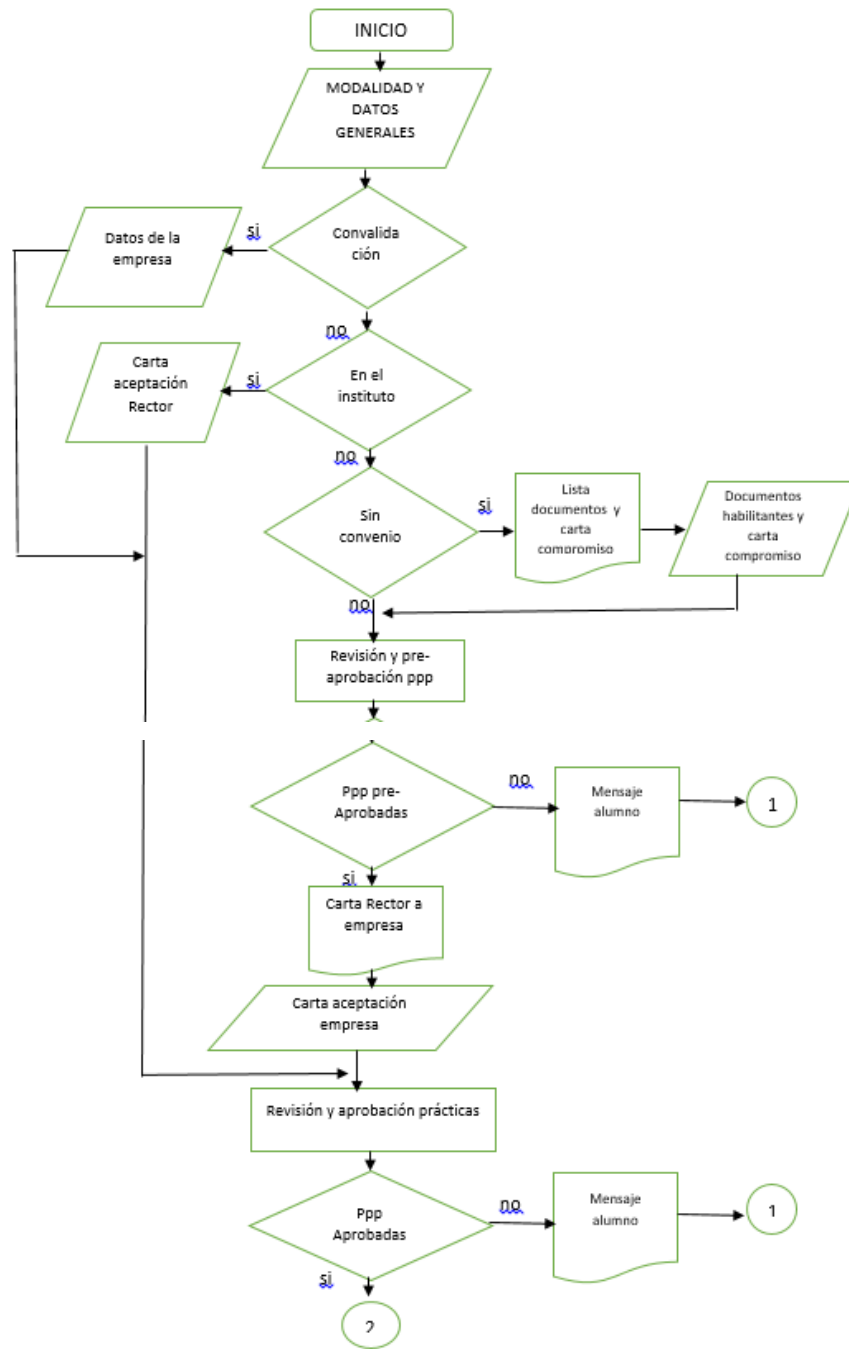 INICIO
MODALIDAD Y
DATOS
GENERALES
si
Convalida
ción
Datos de la
empresa
no
Carta
aceptación
Rector
si
En el
instituto
no
Sin
convenio
si
Lista
documentos y
carta
compromiso
Documentos
habilitantes y
carta
compromiso
no
Revisión y pre-
aprobación ppp
Ppp pre-
Aprobadas
no
Mensaje
alumno
1
si
Carta Rector a
empresa
Carta aceptación
empresa
Revisión y aprobación prácticas
Ppp
Aprobadas
no
Mensaje
alumno
1
si
2